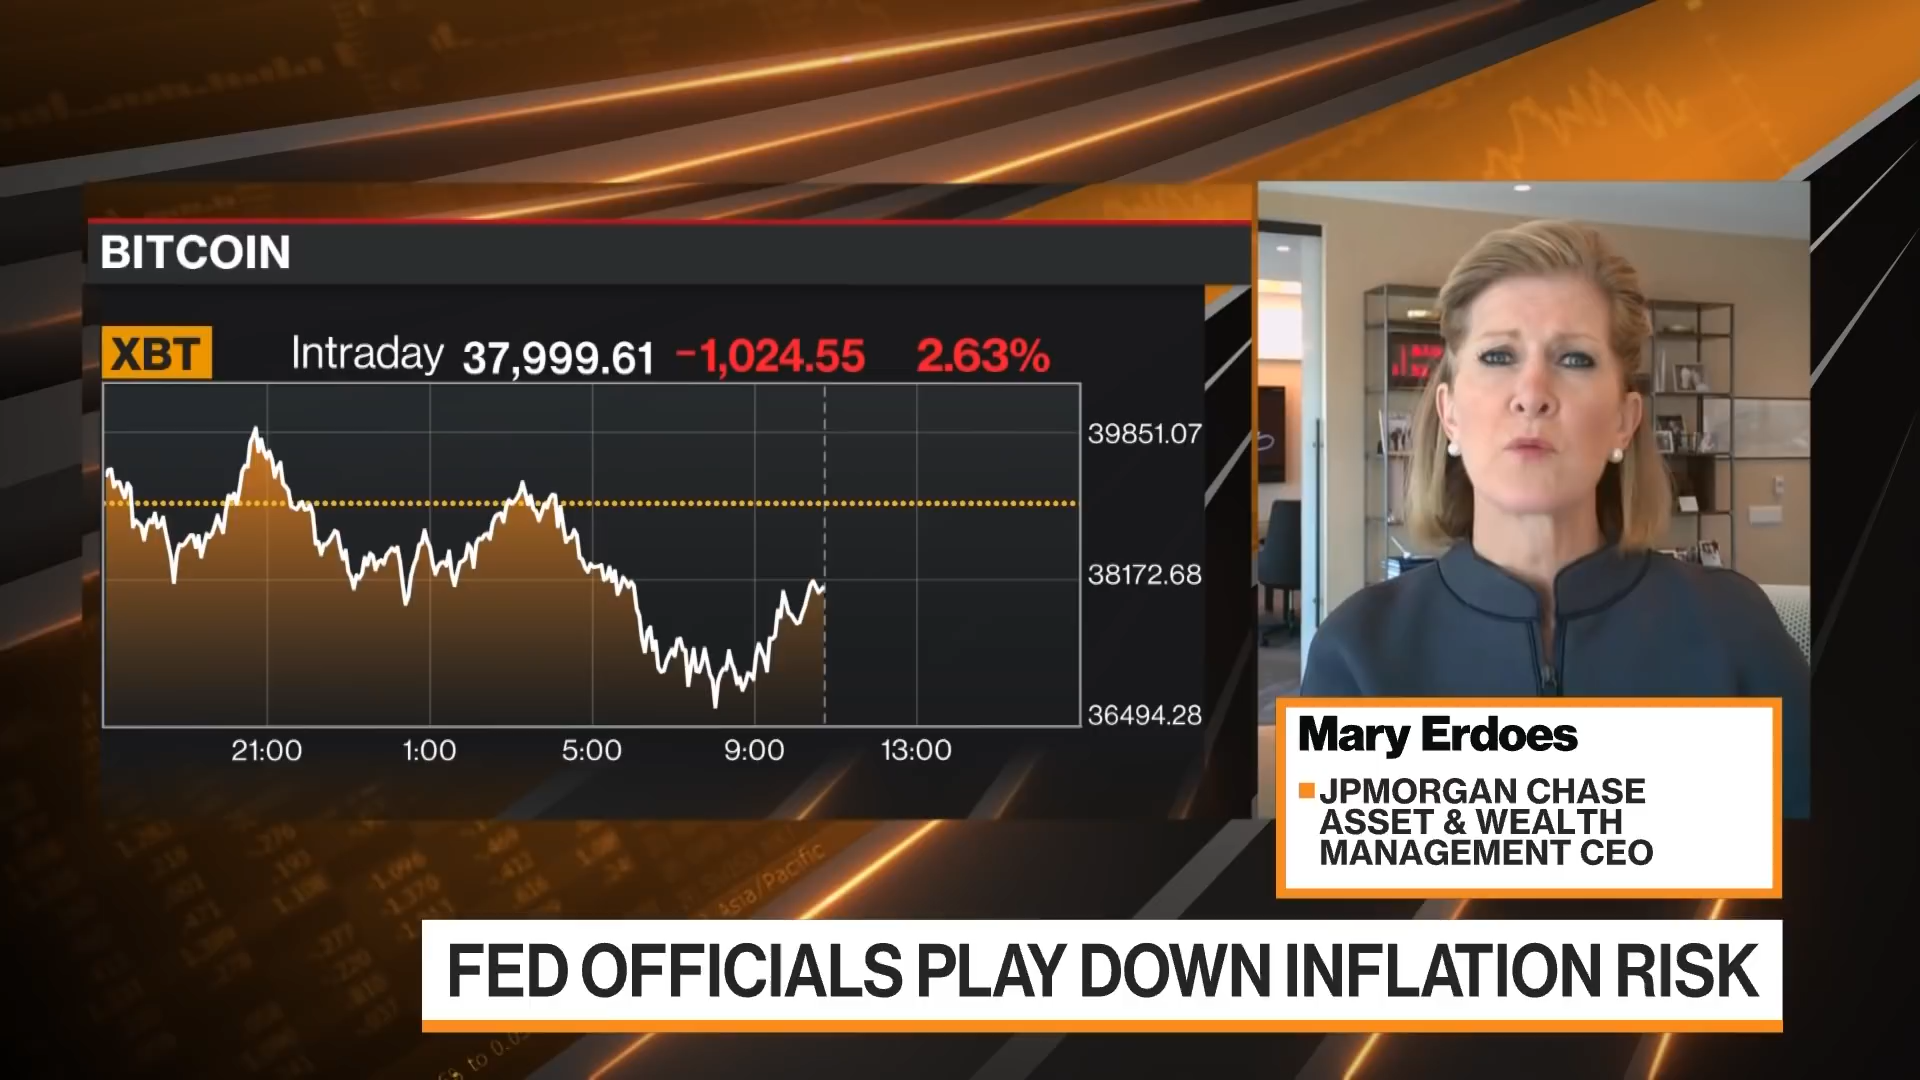 BITCOIN
XBT Intraday 37,999.61 -1,024.55 2.63%
39851.07
38172.68
36494.28
21:00 1:00 5:00 9:00 13:00
Mary Erdoes
JPMORGAN CHASE
ASSET & WEALTH
MANAGEMENT CEO
Asia/Pacific
FED OFFICIALS PLAY DOWN INFLATION RISK